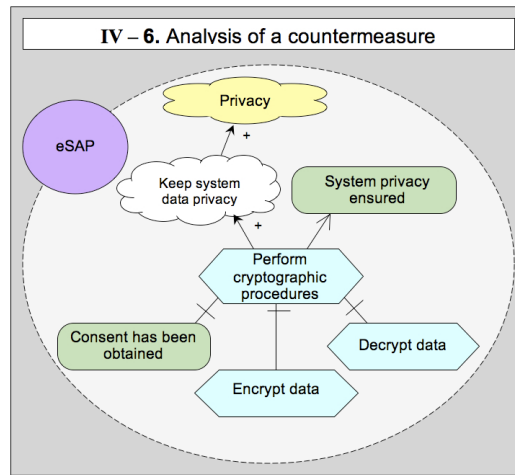 IV – 6. Analysis of a countermeasure
Privacy
eSAP
+
Keep system
data privacy
System privacy
ensured
+
Perform
cryptographic
procedures
Consent has been
obtained
Decrypt data
Encrypt data